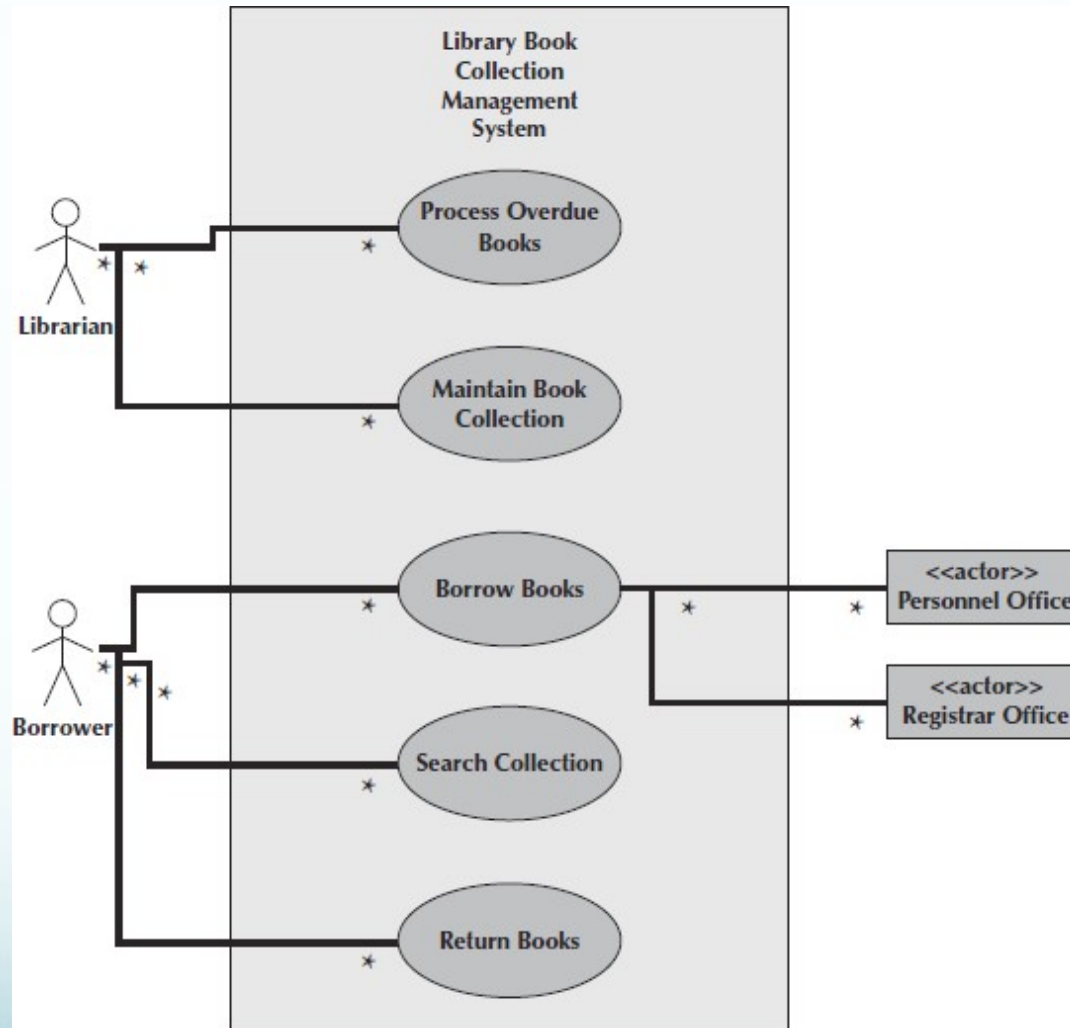 Library Book
Collection
Management
System
Process Overdue
Books
*
*
*
Librarian
Maintain Book
Collection
*
Borrow Books
*
*
*
<<actor>>
Personnel Office
*
*
*
Borrower
<<actor>>
Registrar Office
*
Search Collection
*
Return Books
*